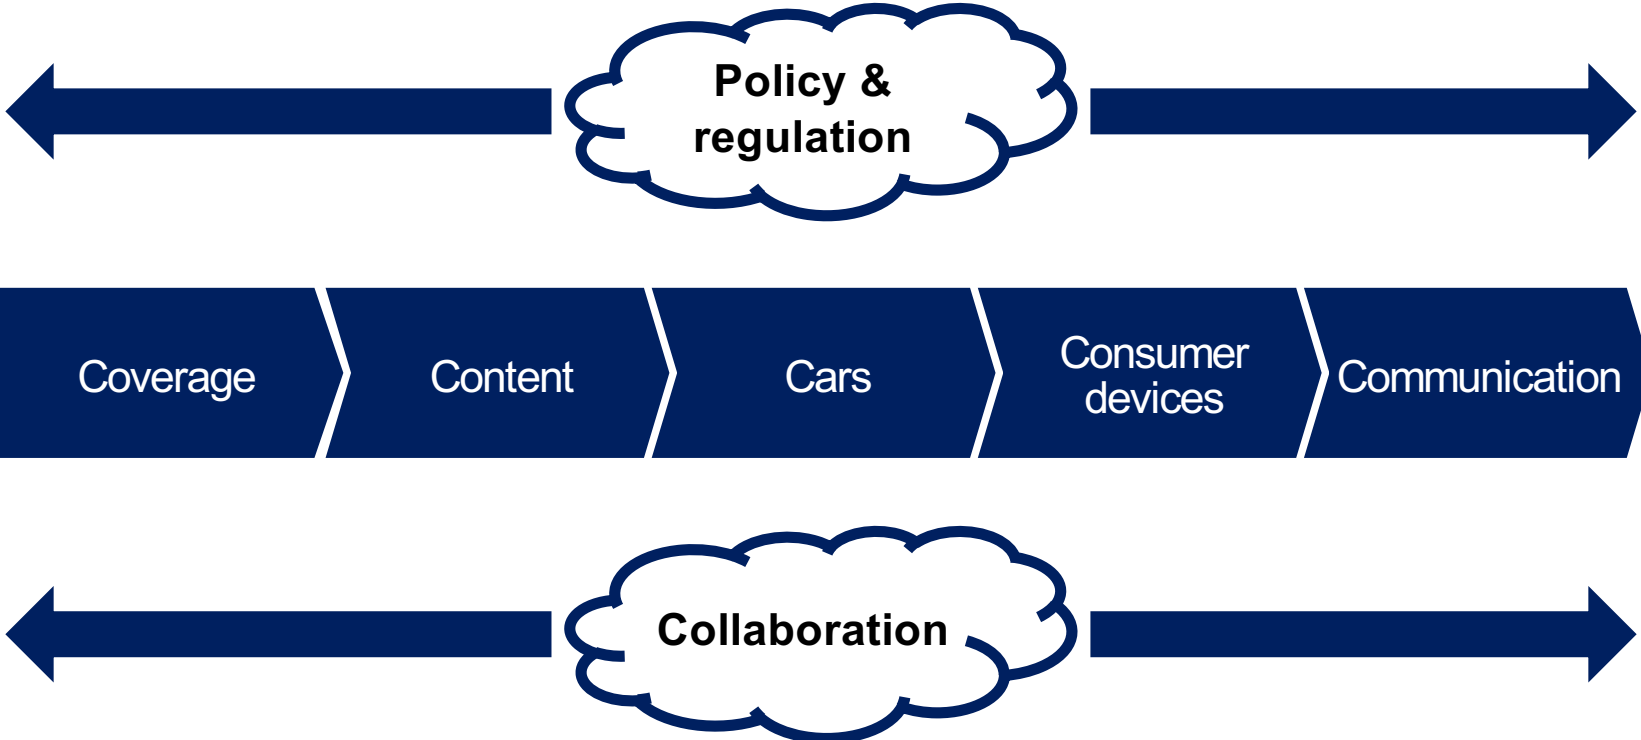 Policy &
regulation
Coverage
Content
Cars
Consumer
devices
Communication
Collaboration